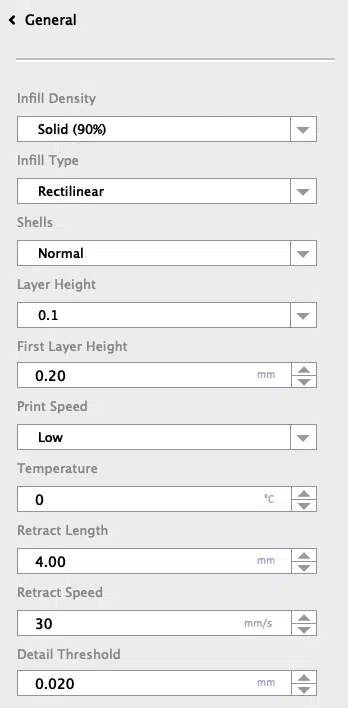 General
Infill Density
Solid (90%)
Infill Type
Rectilinear
Shells
Normal
Layer Height
0.1
First Layer Height
0.20 mm
Print Speed
Low
Temperature
0 °C
Retract Length
4.00 mm
Retract Speed
30 mm/s
Detail Threshold
0.020 mm